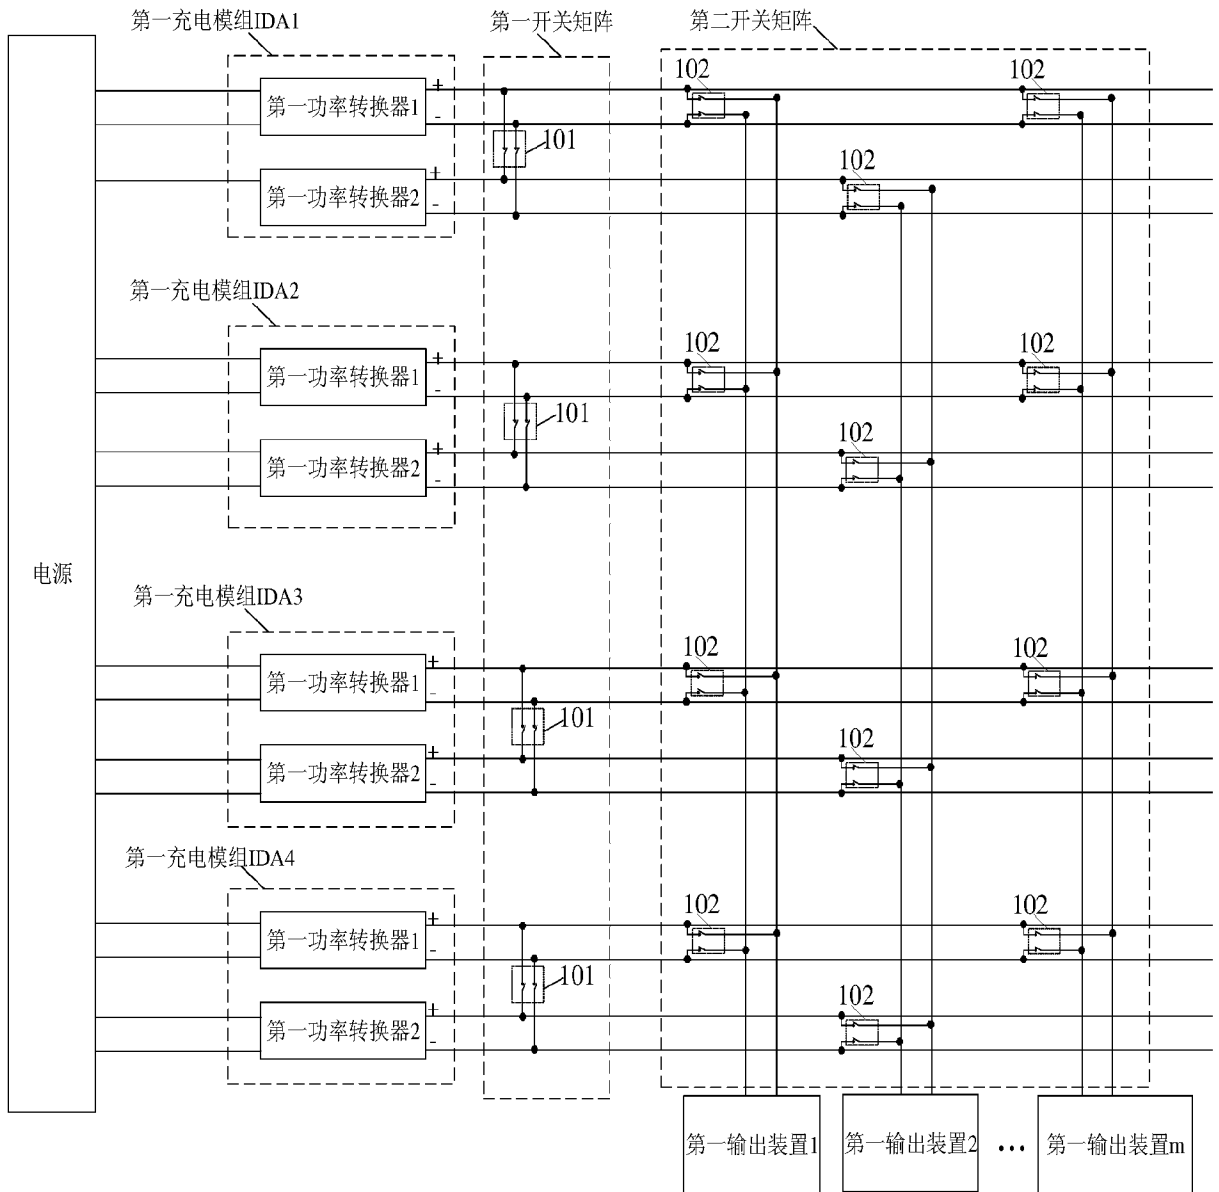 第一充电模组IDA1
第一开关矩阵
第二开关矩阵
102
102
+
第一功率转换器1
-
101
102
+
第一功率转换器2
-
第一充电模组IDA2
102
102
+
第一功率转换器1
-
101
102
+
第一功率转换器2
-
电源
第一充电模组IDA3
102
102
+
第一功率转换器1
-
101
102
+
第一功率转换器2
-
第一充电模组IDA4
102
102
+
第一功率转换器1
-
101
102
+
第一功率转换器2
-
第一输出装置1
第一输出装置2
...
第一输出装置m